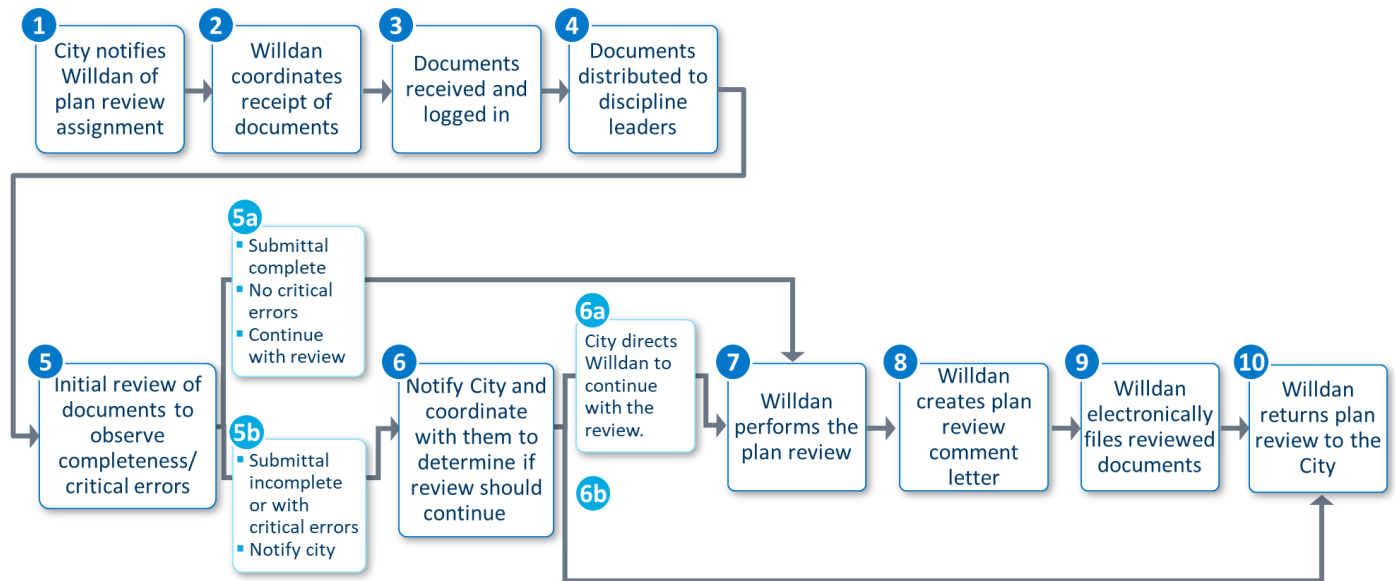 1
City notifies
Willdan of
plan review
assignment
2
Willdan
coordinates
receipt of
documents
3
Documents
received and
logged in
4
Documents
distributed to
discipline
leaders
5
Initial review of
documents to
observe
completeness/
critical errors
5a
▪ Submittal
complete
▪ No critical
errors
▪ Continue
with review
5b
▪ Submittal
incomplete
or with
critical errors
▪ Notify city
6
Notify City and
coordinate
with them to
determine if
review should
continue
6a
City directs
Willdan to
continue
with the
review.
6b
7
Willdan
performs the
plan review
8
Willdan
creates plan
review
comment
letter
9
Willdan
electronically
files reviewed
documents
10
Willdan
returns plan
review to the
City